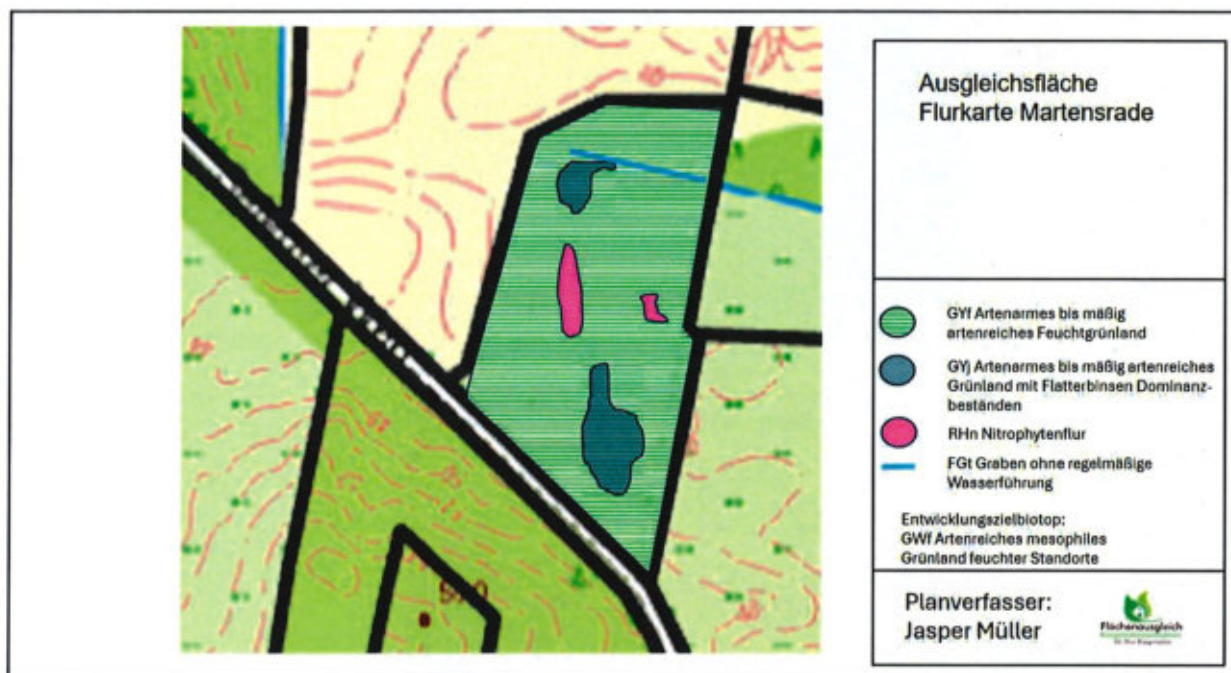 Ausgleichsfläche
Flurkarte Martensrade
GYf Artenarmes bis mäßig
artenreiches Feuchtgrünland
GYj Artenarmes bis mäßig artenreiches
Grünland mit Flatterbinsen Dominanz-
beständen
RHn Nitrophytenflur
FGt Graben ohne regelmäßige
Wasserführung
Entwicklungszielbiotop:
GWf Artenreiches mesophiles
Grünland feuchter Standorte
Planverfasser:
Jasper Müller
Flächenausgleich